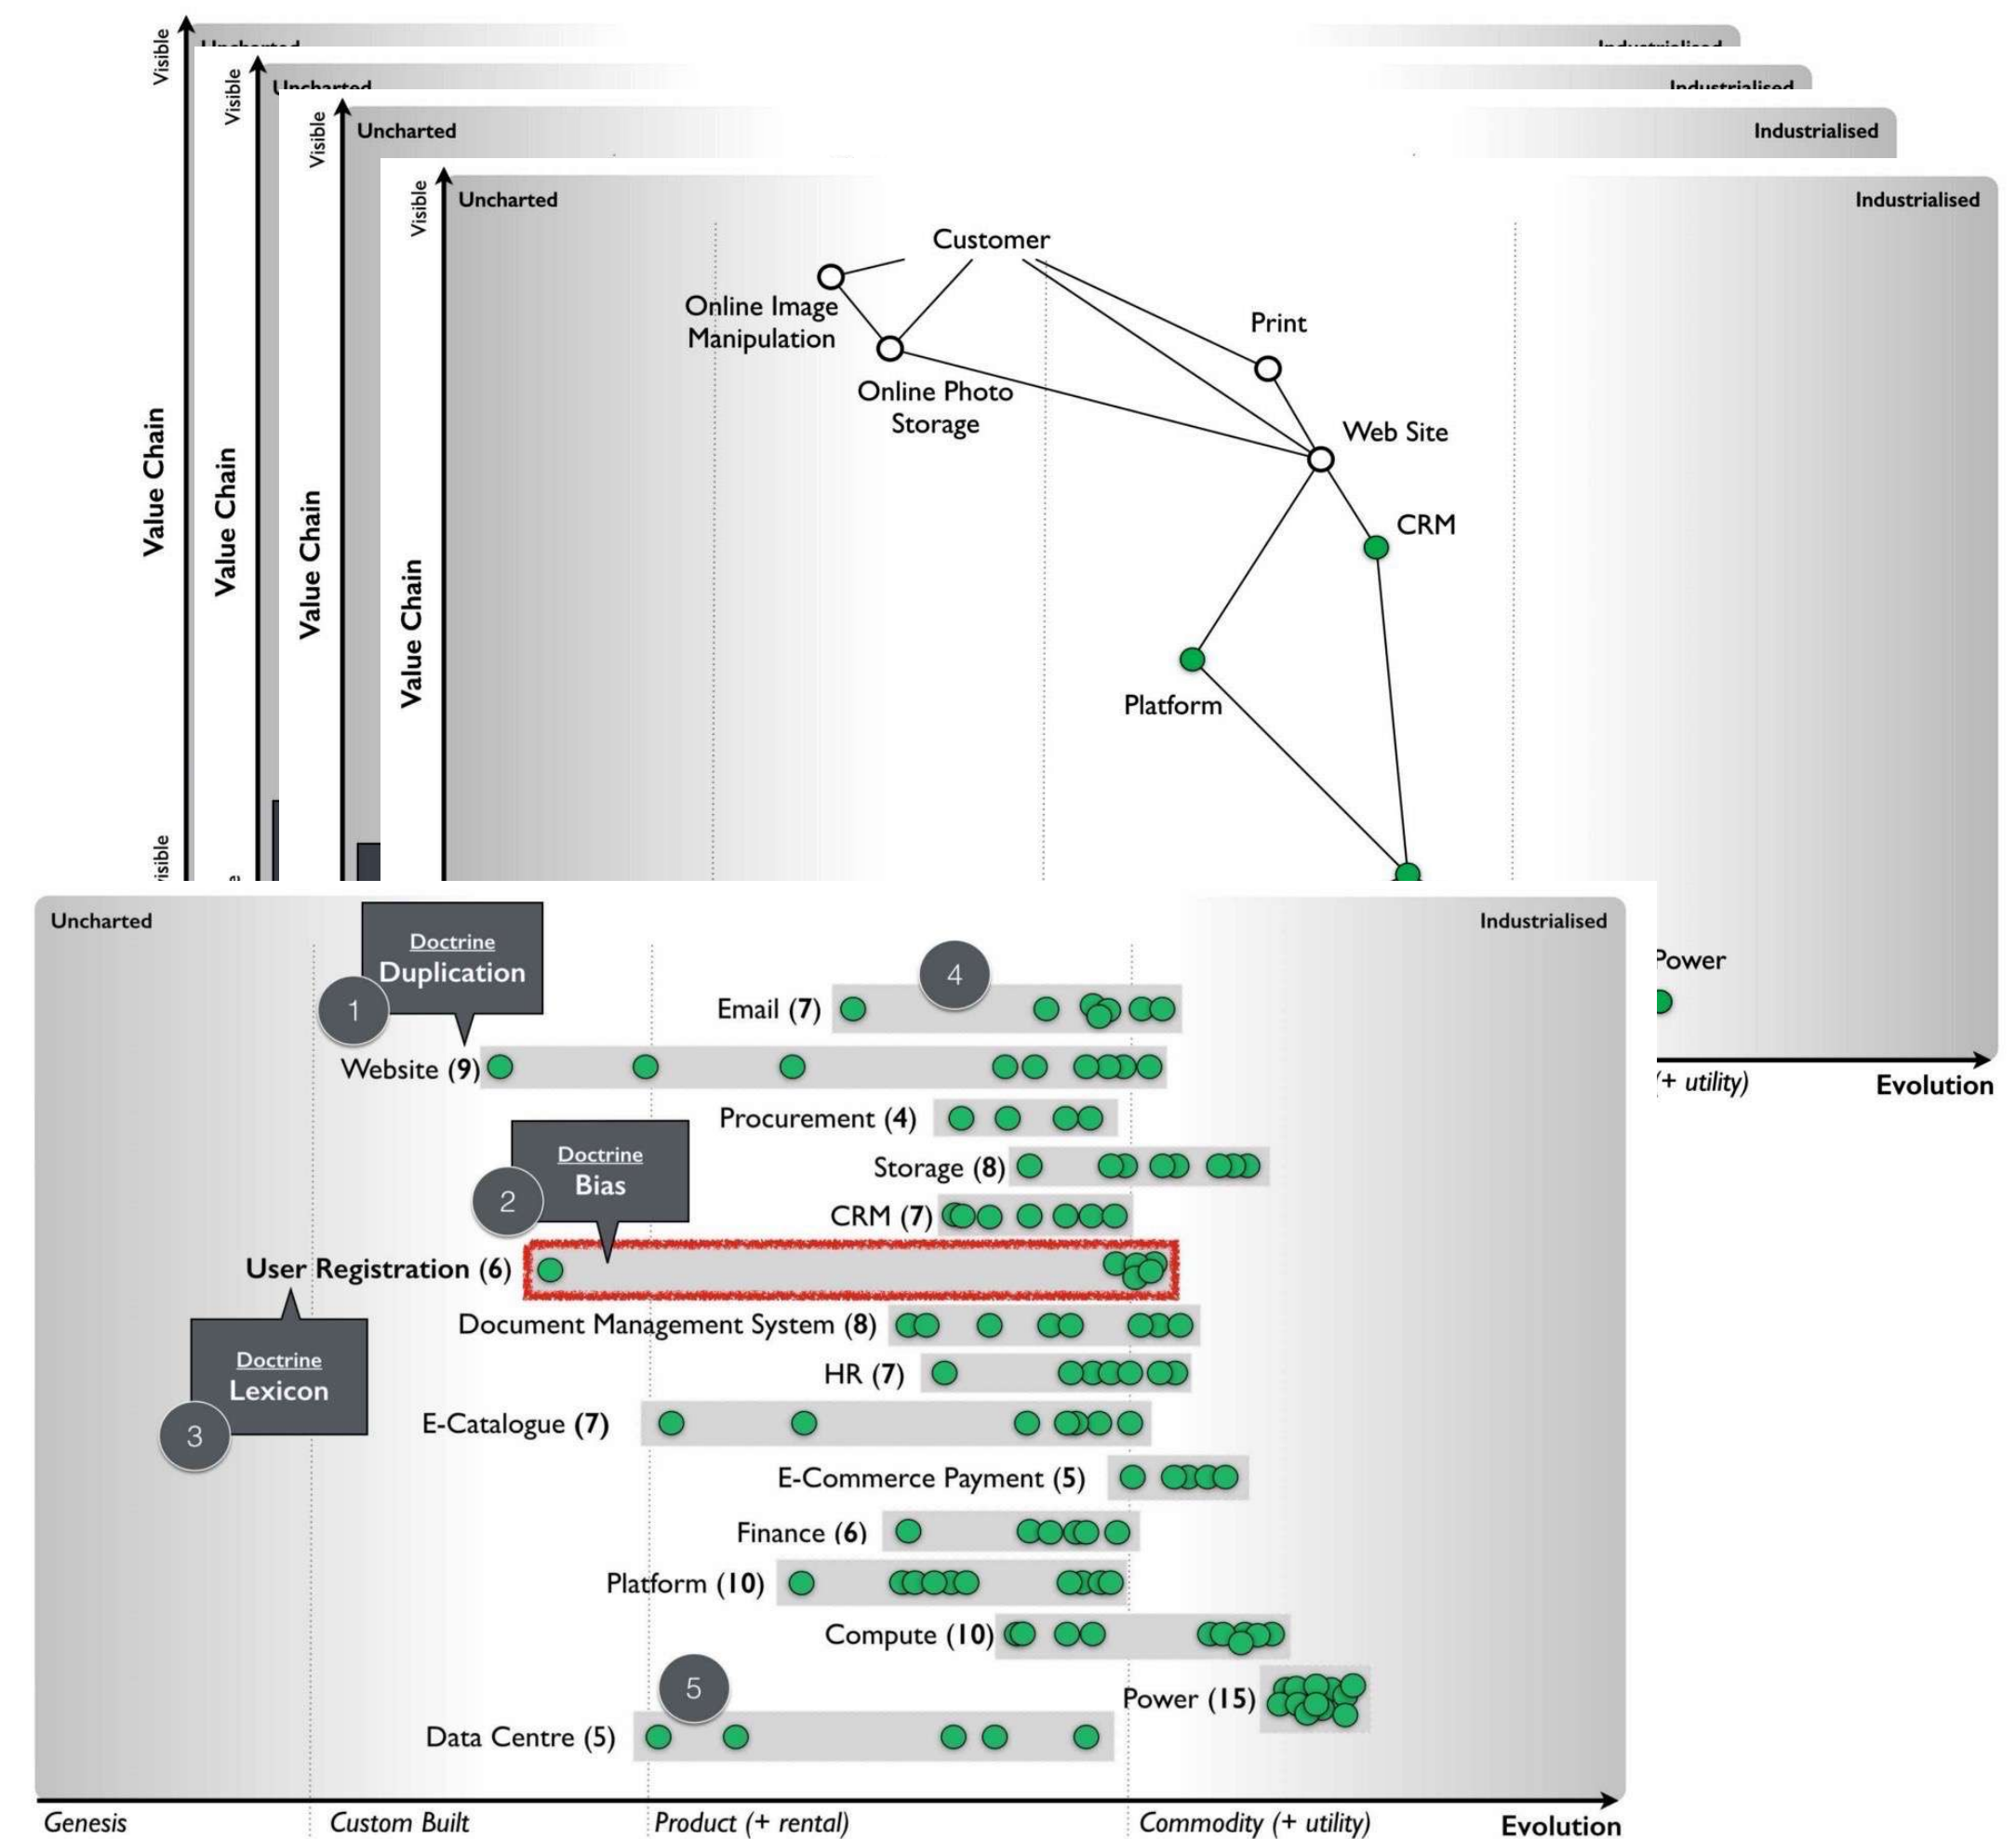 Visible
Uncharted
Industrialised
Visible
Uncharted
Industrialised
Visible
Uncharted
Industrialised
Visible
Uncharted
Industrialised
Customer
Online Image
Manipulation
Print
Online Photo
Storage
Web Site
CRM
Platform
Value Chain
Value Chain
Value Chain
Value Chain
Power
(+ utility)
Evolution
Uncharted
Industrialised
Doctrine
Duplication
1
4
Email (7)
Website (9)
Procurement (4)
Doctrine
Bias
2
Storage (8)
CRM (7)
User Registration (6)
Document Management System (8)
Doctrine
Lexicon
3
HR (7)
E-Catalogue (7)
E-Commerce Payment (5)
Finance (6)
Platform (10)
Compute (10)
5
Power (15)
Data Centre (5)
Genesis
Custom Built
Product (+ rental)
Commodity (+ utility)
Evolution